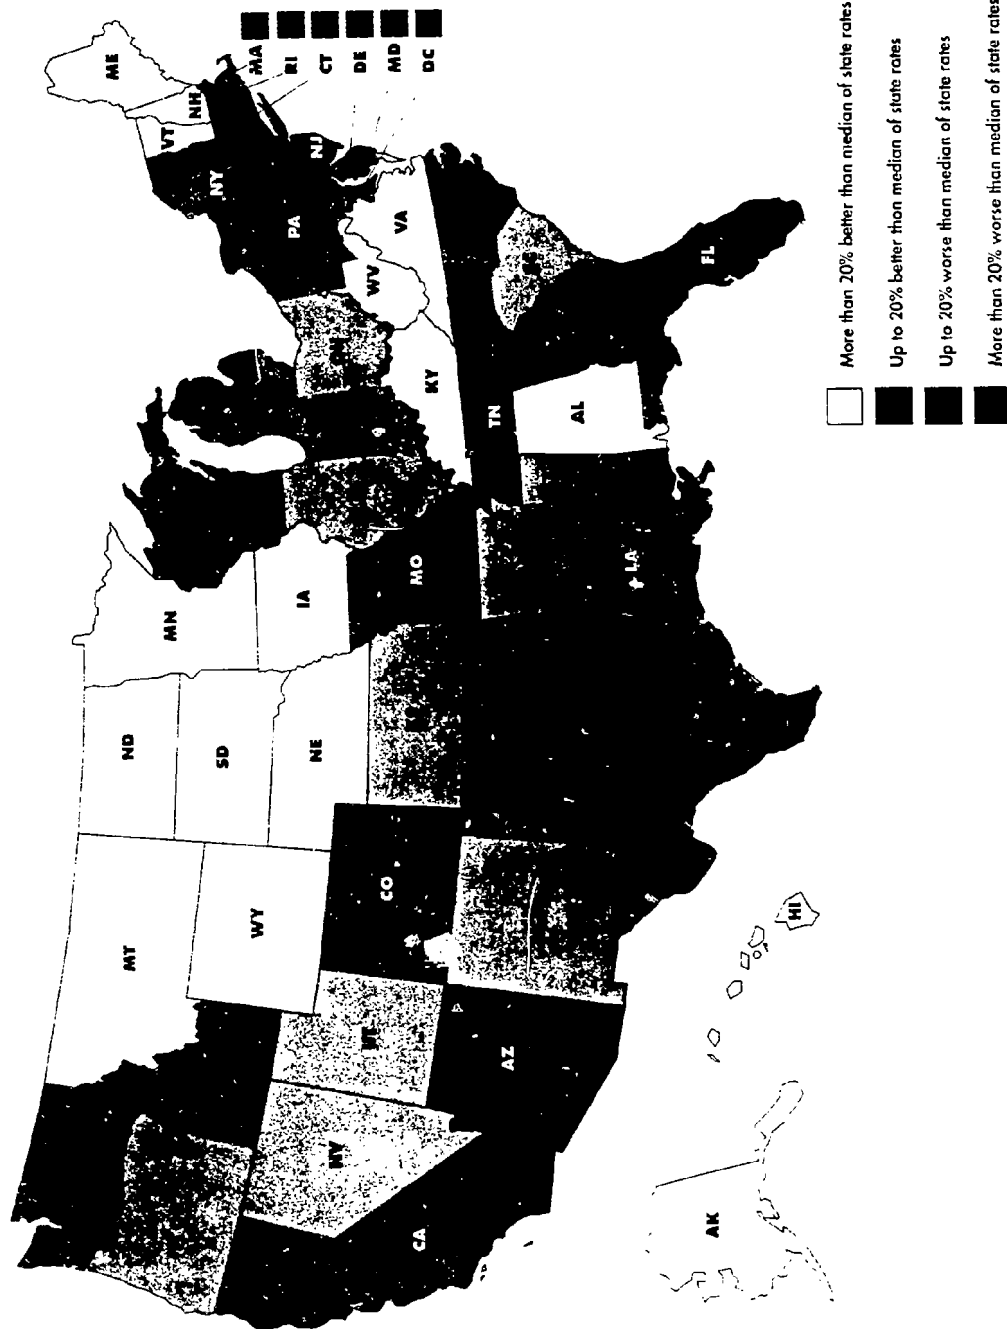 ME
VT
NH
MA
RI
CT
DE
MD
DC
NY
NJ
PA
WV
VA
KY
TN
AL
FL
MN
IA
MO
LA
ND
SD
NE
MT
WY
CO
AZ
NV
CA
AK
HI
More than 20% better than median of state rates
Up to 20% better than median of state rates
Up to 20% worse than median of state rates
More than 20% worse than median of state rates